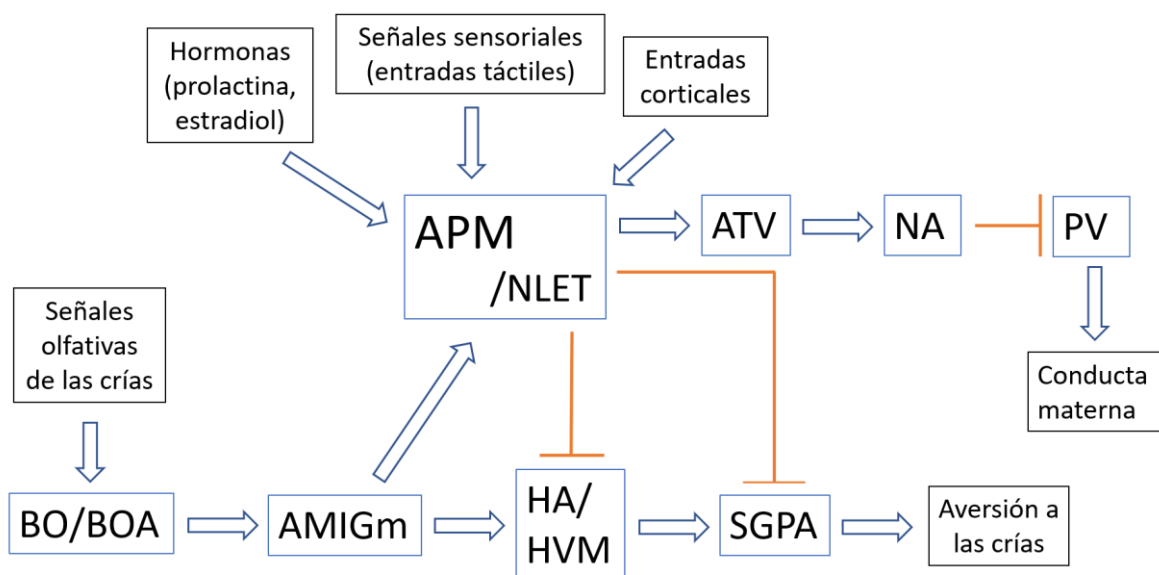 Hormonas
(prolactina,
estradiol)
Señales sensoriales
(entradas táctiles)
Entradas
corticales
APM
/NLET
ATV
NA
PV
Señales
olfativas
de las crías
Conducta
materna
BO/BOA
AMIGm
HA/
HVM
SGPA
Aversión a
las crías